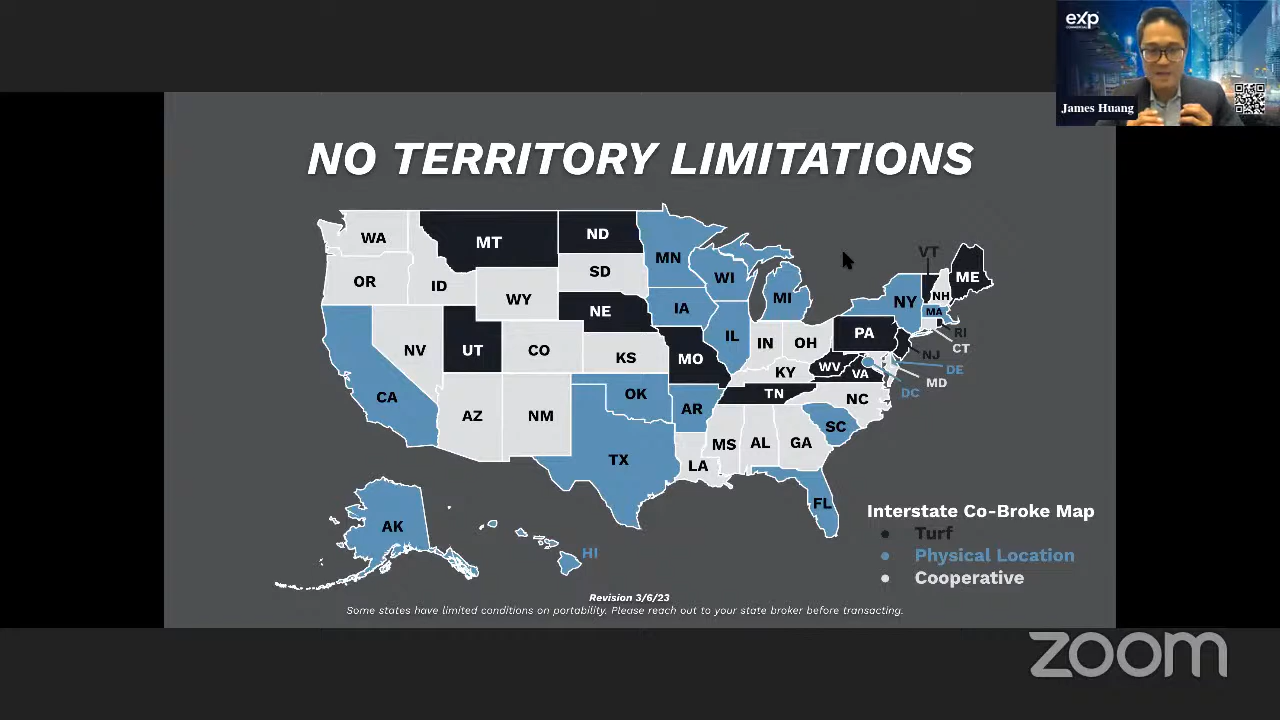 eXp
COMMERCIAL
James Huang
NO TERRITORY LIMITATIONS
WA
MT
ND
MN
VT
ME
OR
ID
SD
WI
MI
NY
NH
WY
MA
NE
IA
RI
PA
CT
NV
UT
CO
KS
MO
IL
IN
OH
NJ
KY
WV
VA
DE
MD
DC
CA
AZ
NM
OK
AR
TN
NC
SC
TX
LA
MS
AL
GA
FL
AK
HI
Interstate Co-Broke Map
• Turf
• Physical Location
• Cooperative
Revision 3/6/23
Some states have limited conditions on portability. Please reach out to your state broker before transacting.
zoom